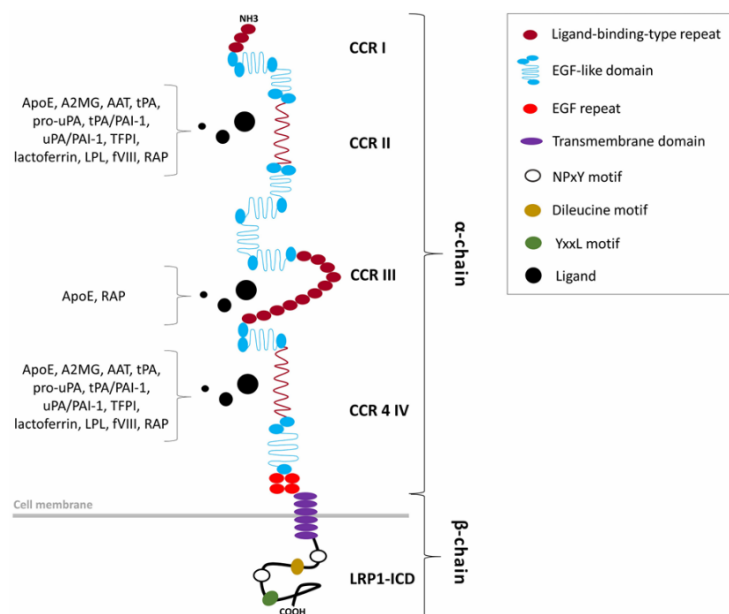 NH3
CCR I
ApoE, A2MG, AAT, tPA,
pro-uPA, tPA/PAI-1,
uPA/PAI-1, TFPI,
lactoferrin, LPL, fVIII, RAP
CCR II
ApoE, RAP
CCR III
ApoE, A2MG, AAT, tPA,
pro-uPA, tPA/PAI-1,
uPA/PAI-1, TFPI,
lactoferrin, LPL, fVIII, RAP
CCR 4 IV
Cell membrane
LRP1-ICD
COOH
α-chain
β-chain
Ligand-binding-type repeat
EGF-like domain
EGF repeat
Transmembrane domain
NPxY motif
Dileucine motif
YxxL motif
Ligand